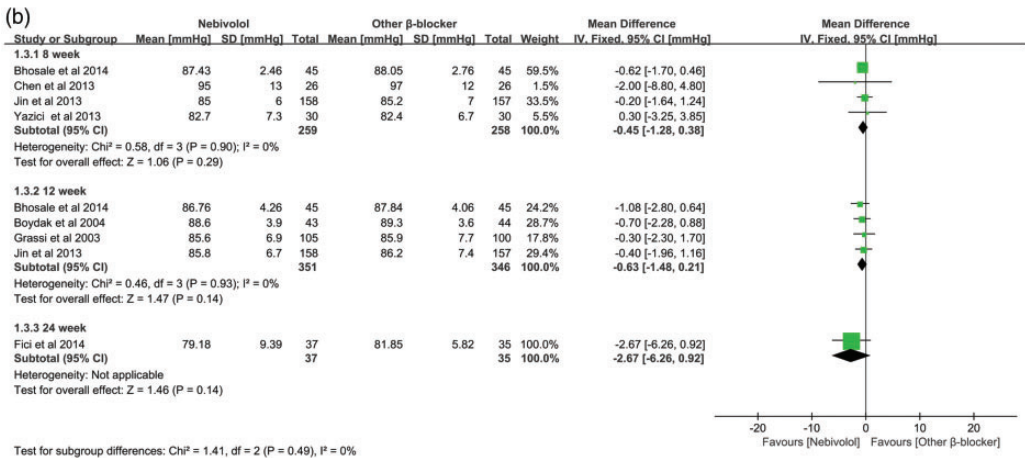 (b)
Nebivolol Other β-blocker Mean Difference Mean Difference
Study or Subgroup Mean [mmHg] SD [mmHg] Total Mean [mmHg] SD [mmHg] Total Weight IV. Fixed. 95% CI [mmHg] IV. Fixed. 95% CI [mmHg]
1.3.1 8 week
Bhosale et al 2014 87.43 2.46 45 88.05 2.76 45 59.5% -0.62 [-1.70, 0.46]
Chen et al 2013 95 13 26 97 12 26 1.5% -2.00 [-8.80, 4.80]
Jin et al 2013 85 6 158 85.2 7 157 33.5% -0.20 [-1.64, 1.24]
Yazici et al 2013 82.7 7.3 30 82.4 6.7 30 5.5% 0.30 [-3.25, 3.85]
Subtotal (95% CI) 259 258 100.0% -0.45 [-1.28, 0.38]
Heterogeneity: Chi² = 0.58, df = 3 (P = 0.90); I² = 0%
Test for overall effect: Z = 1.06 (P = 0.29)
1.3.2 12 week
Bhosale et al 2014 86.76 4.26 45 87.84 4.06 45 24.2% -1.08 [-2.80, 0.64]
Boydak et al 2004 88.6 3.9 43 89.3 3.6 44 28.7% -0.70 [-2.28, 0.88]
Grassi et al 2003 85.6 6.9 105 85.9 7.7 100 17.8% -0.30 [-2.30, 1.70]
Jin et al 2013 85.8 6.7 158 86.2 7.4 157 29.4% -0.40 [-1.96, 1.16]
Subtotal (95% CI) 351 346 100.0% -0.63 [-1.48, 0.21]
Heterogeneity: Chi² = 0.46, df = 3 (P = 0.93); I² = 0%
Test for overall effect: Z = 1.47 (P = 0.14)
1.3.3 24 week
Fici et al 2014 79.18 9.39 37 81.85 5.82 35 100.0% -2.67 [-6.26, 0.92]
Subtotal (95% CI) 37 35 100.0% -2.67 [-6.26, 0.92]
Heterogeneity: Not applicable
Test for overall effect: Z = 1.46 (P = 0.14)
-20 -10 0 10 20
Favours [Nebivolol] Favours [Other β-blocker]
Test for subgroup differences: Chi² = 1.41, df = 2 (P = 0.49), I² = 0%